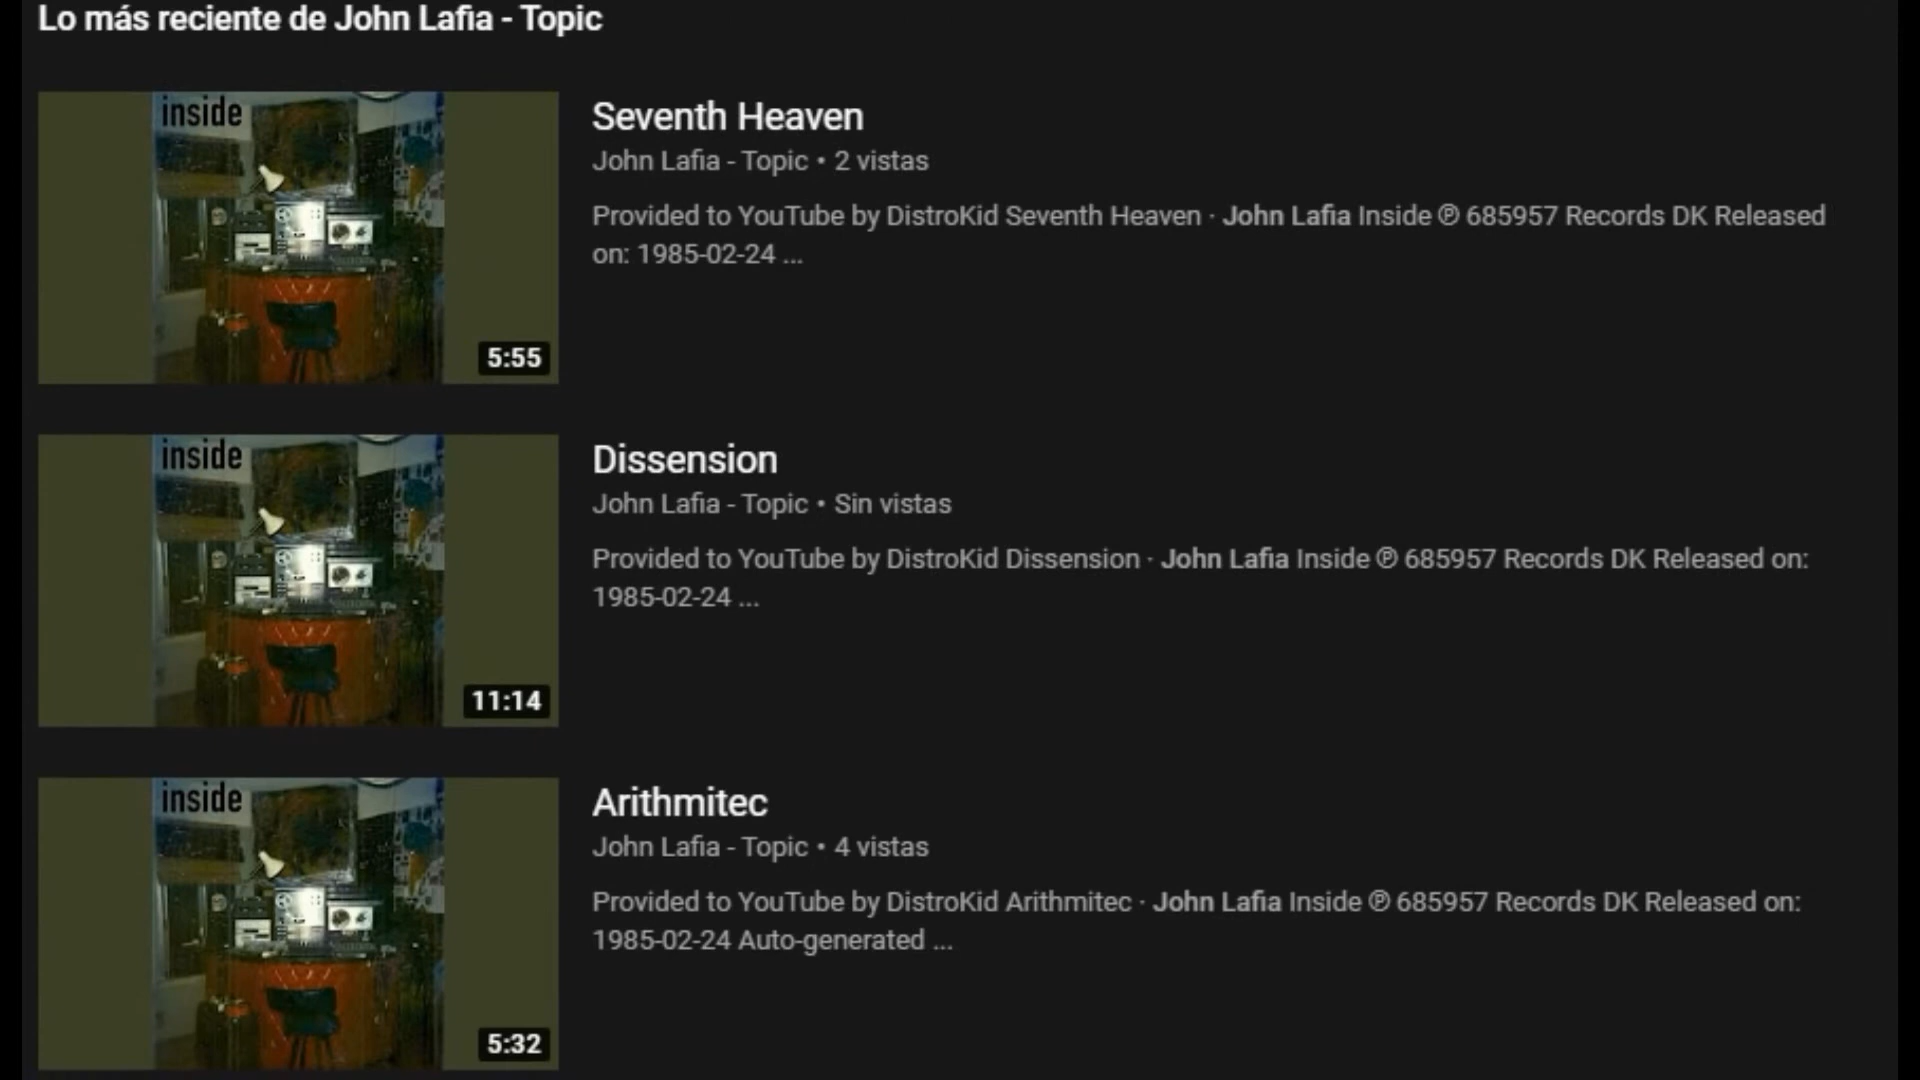 Lo más reciente de John Lafia - Topic
inside
Seventh Heaven
John Lafia - Topic • 2 vistas
Provided to YouTube by DistroKid Seventh Heaven · John Lafia Inside ℗ 685957 Records DK Released
on: 1985-02-24 ...
5:55
inside
Dissension
John Lafia - Topic • Sin vistas
Provided to YouTube by DistroKid Dissension · John Lafia Inside ℗ 685957 Records DK Released on:
1985-02-24 ...
11:14
inside
Arithmitec
John Lafia - Topic • 4 vistas
Provided to YouTube by DistroKid Arithmitec · John Lafia Inside ℗ 685957 Records DK Released on:
1985-02-24 Auto-generated ...
5:32